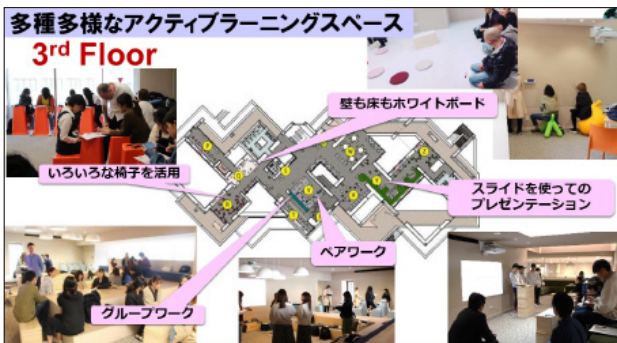 多種多様なアクティブラーニングスペース
3rd Floor
壁も床もホワイトボード
いろいろな椅子を活用
スライドを使っての
プレゼンテーション
ペアワーク
グループワーク